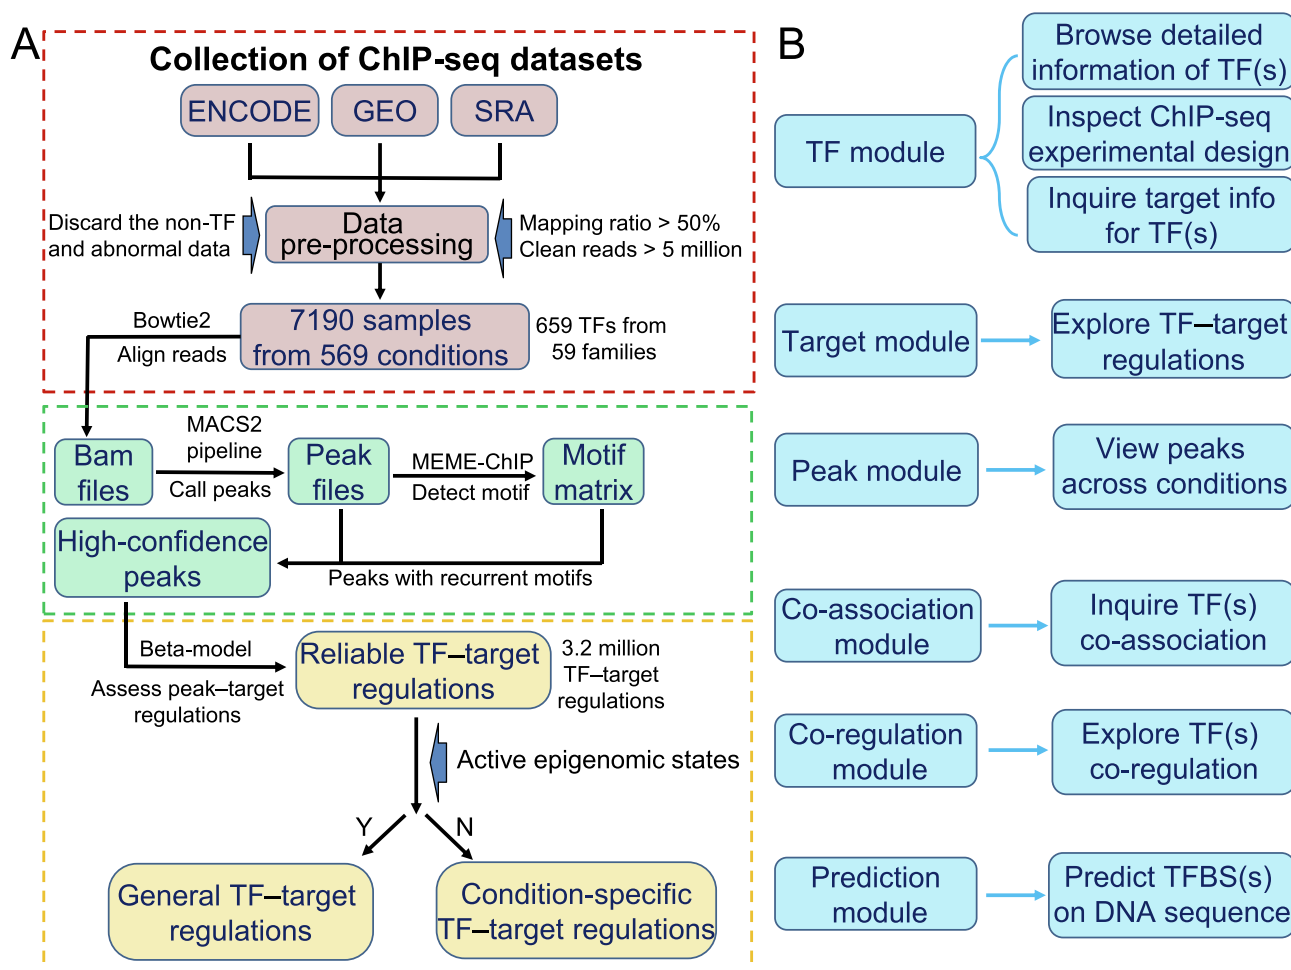 A
Collection of ChIP-seq datasets
ENCODE
GEO
SRA
Discard the non-TF
and abnormal data
Data
pre-processing
Mapping ratio > 50%
Clean reads > 5 million
Bowtie2
Align reads
7190 samples
from 569 conditions
659 TFs from
59 families
Bam
files
MACS2
pipeline
Call peaks
Peak
files
MEME-ChIP
Detect motif
Motif
matrix
High-confidence
peaks
Peaks with recurrent motifs
Beta-model
Assess peak–target
regulations
Reliable TF–target
regulations
3.2 million
TF–target
regulations
Active epigenomic states
Y
N
General TF–target
regulations
Condition-specific
TF–target regulations
B
TF module
Browse detailed
information of TF(s)
Inspect ChIP-seq
experimental design
Inquire target info
for TF(s)
Target module
Explore TF–target
regulations
Peak module
View peaks
across conditions
Co-association
module
Inquire TF(s)
co-association
Co-regulation
module
Explore TF(s)
co-regulation
Prediction
module
Predict TFBS(s)
on DNA sequence